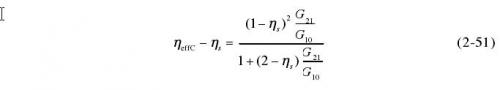 η_effC − η_s = ((1 − η_s)² G_21/G_10) / (1 + (2 − η_s) G_21/G_10) (2-51)